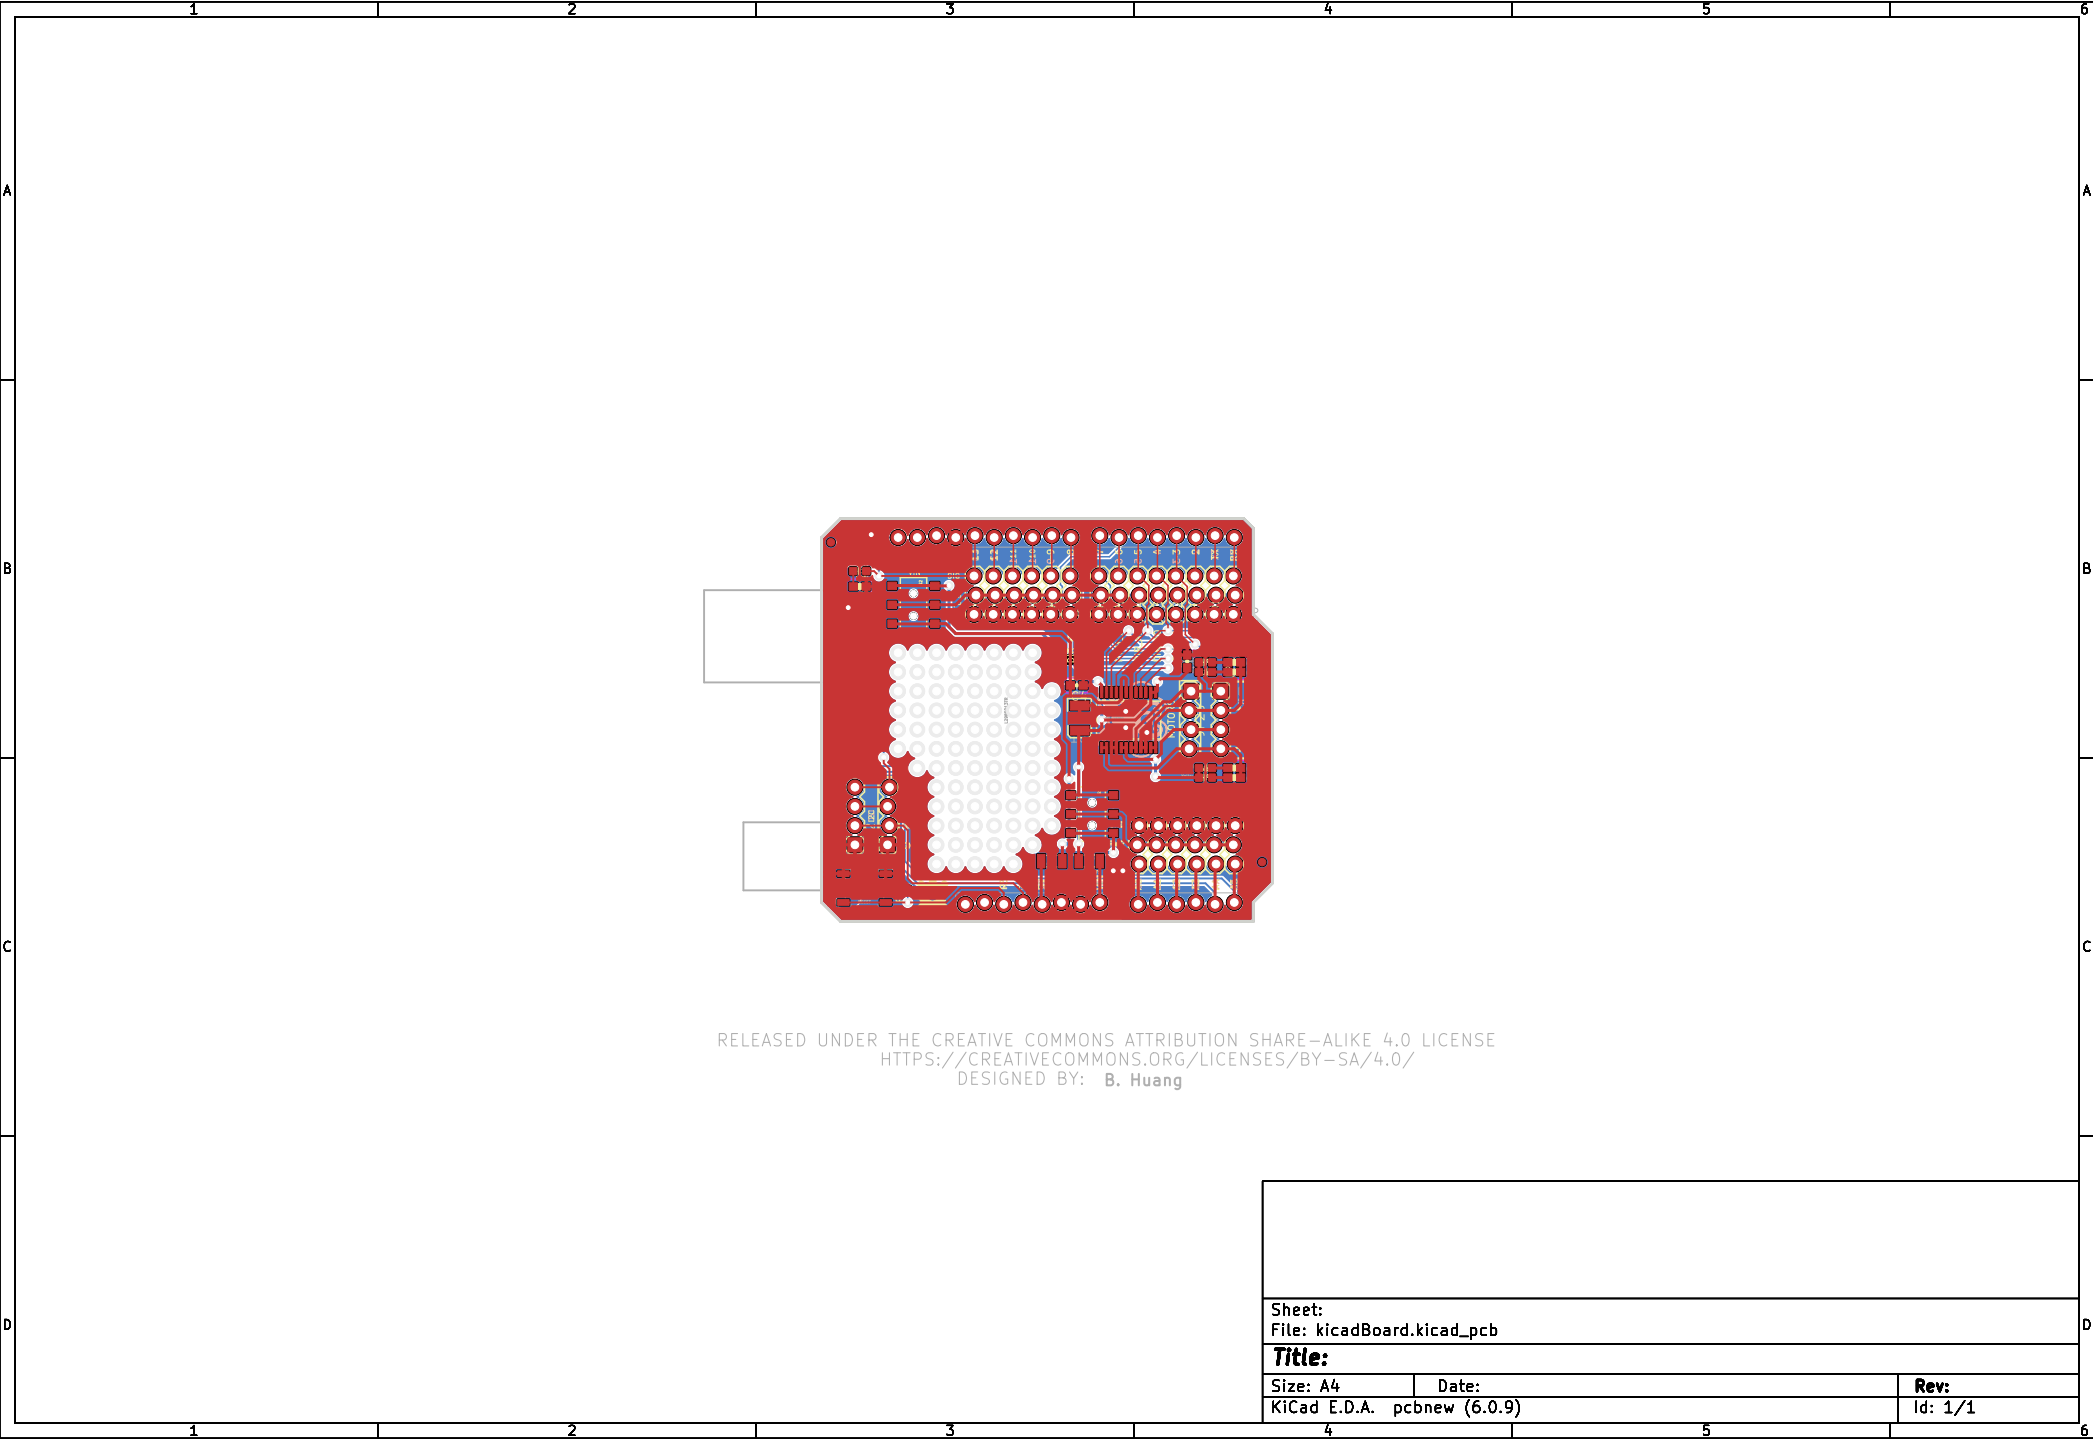 1 2 3 4 5 6
A A
B B
I2C
RELEASED UNDER THE CREATIVE COMMONS ATTRIBUTION SHARE-ALIKE 4.0 LICENSE
HTTPS://CREATIVECOMMONS.ORG/LICENSES/BY-SA/4.0/
DESIGNED BY: B. Huang
C C
Sheet:
File: kicadBoard.kicad_pcb
D D
Title:
Size: A4 Date: Rev:
KiCad E.D.A. pcbnew (6.0.9) Id: 1/1
1 2 3 4 5 6